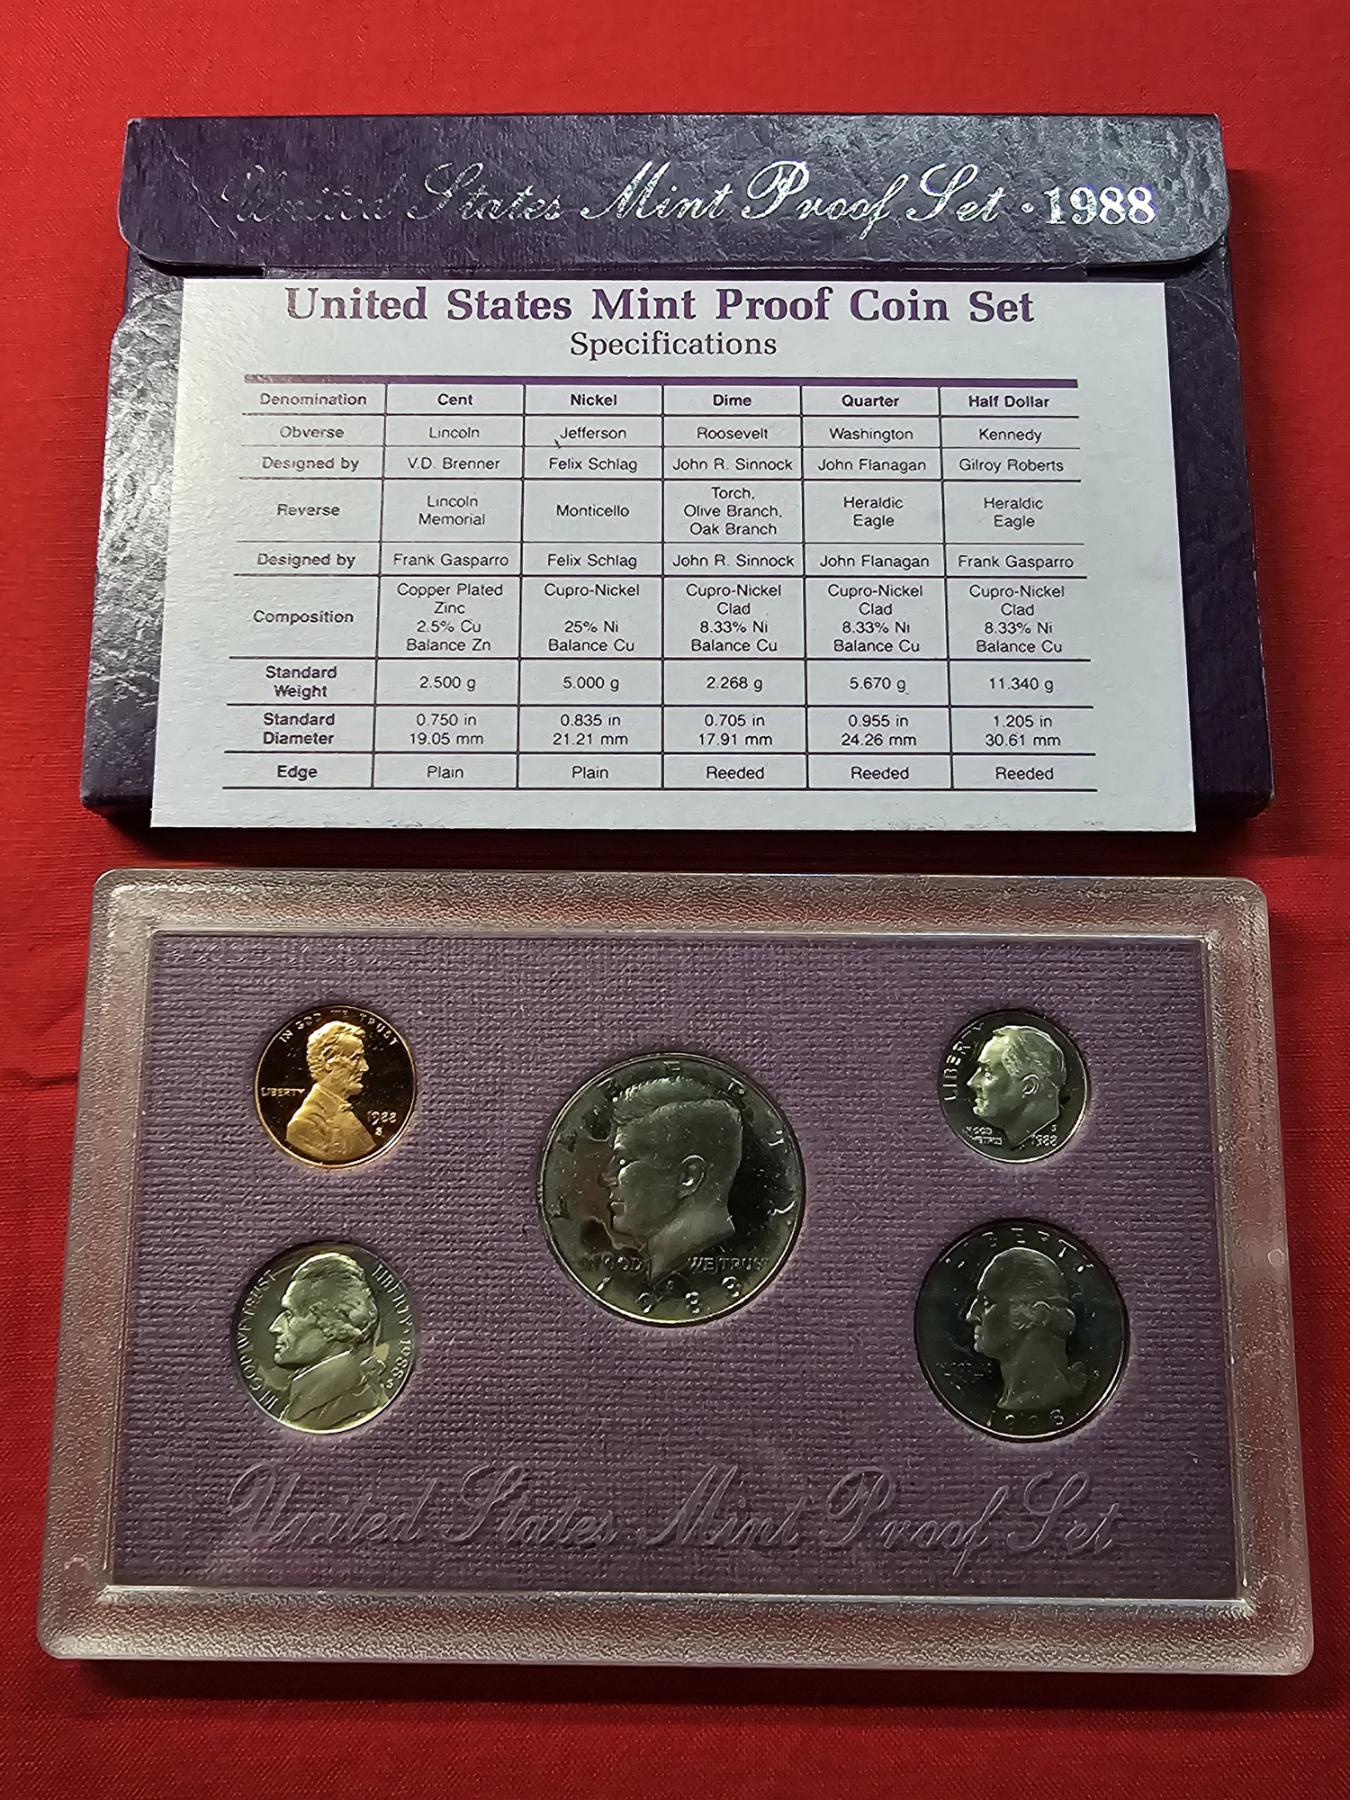 United States Mint Proof Set · 1988
United States Mint Proof Coin Set
Specifications
Denomination Cent Nickel Dime Quarter Half Dollar
Obverse Lincoln Jefferson Roosevelt Washington Kennedy
Designed by V.D. Brenner Felix Schlag John R. Sinnock John Flanagan Gilroy Roberts
Reverse Lincoln Memorial Monticello Torch, Olive Branch, Oak Branch Heraldic Eagle Heraldic Eagle
Designed by Frank Gasparro Felix Schlag John R. Sinnock John Flanagan Frank Gasparro
Composition Copper Plated Zinc 2.5% Cu Balance Zn Cupro-Nickel 25% Ni Balance Cu Cupro-Nickel Clad 8.33% Ni Balance Cu Cupro-Nickel Clad 8.33% Ni Balance Cu Cupro-Nickel Clad 8.33% Ni Balance Cu
Standard Weight 2.500 g 5.000 g 2.268 g 5.670 g 11.340 g
Standard Diameter 0.750 in 19.05 mm 0.835 in 21.21 mm 0.705 in 17.91 mm 0.955 in 24.26 mm 1.205 in 30.61 mm
Edge Plain Plain Reeded Reeded Reeded
IN GOD WE TRUST
LIBERTY
1988
S
LIBERTY
S
1988
WE TRUST
1988
IN GOD WE TRUST
LIBERTY 1988
S
LIBERTY
1988
United States Mint Proof Set